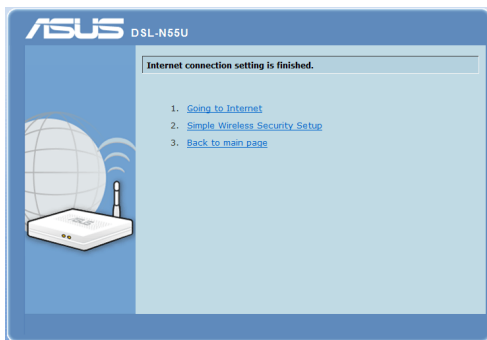 ASUS DSL-N55U
Internet connection setting is finished.
1. Going to Internet
2. Simple Wireless Security Setup
3. Back to main page
ASUS